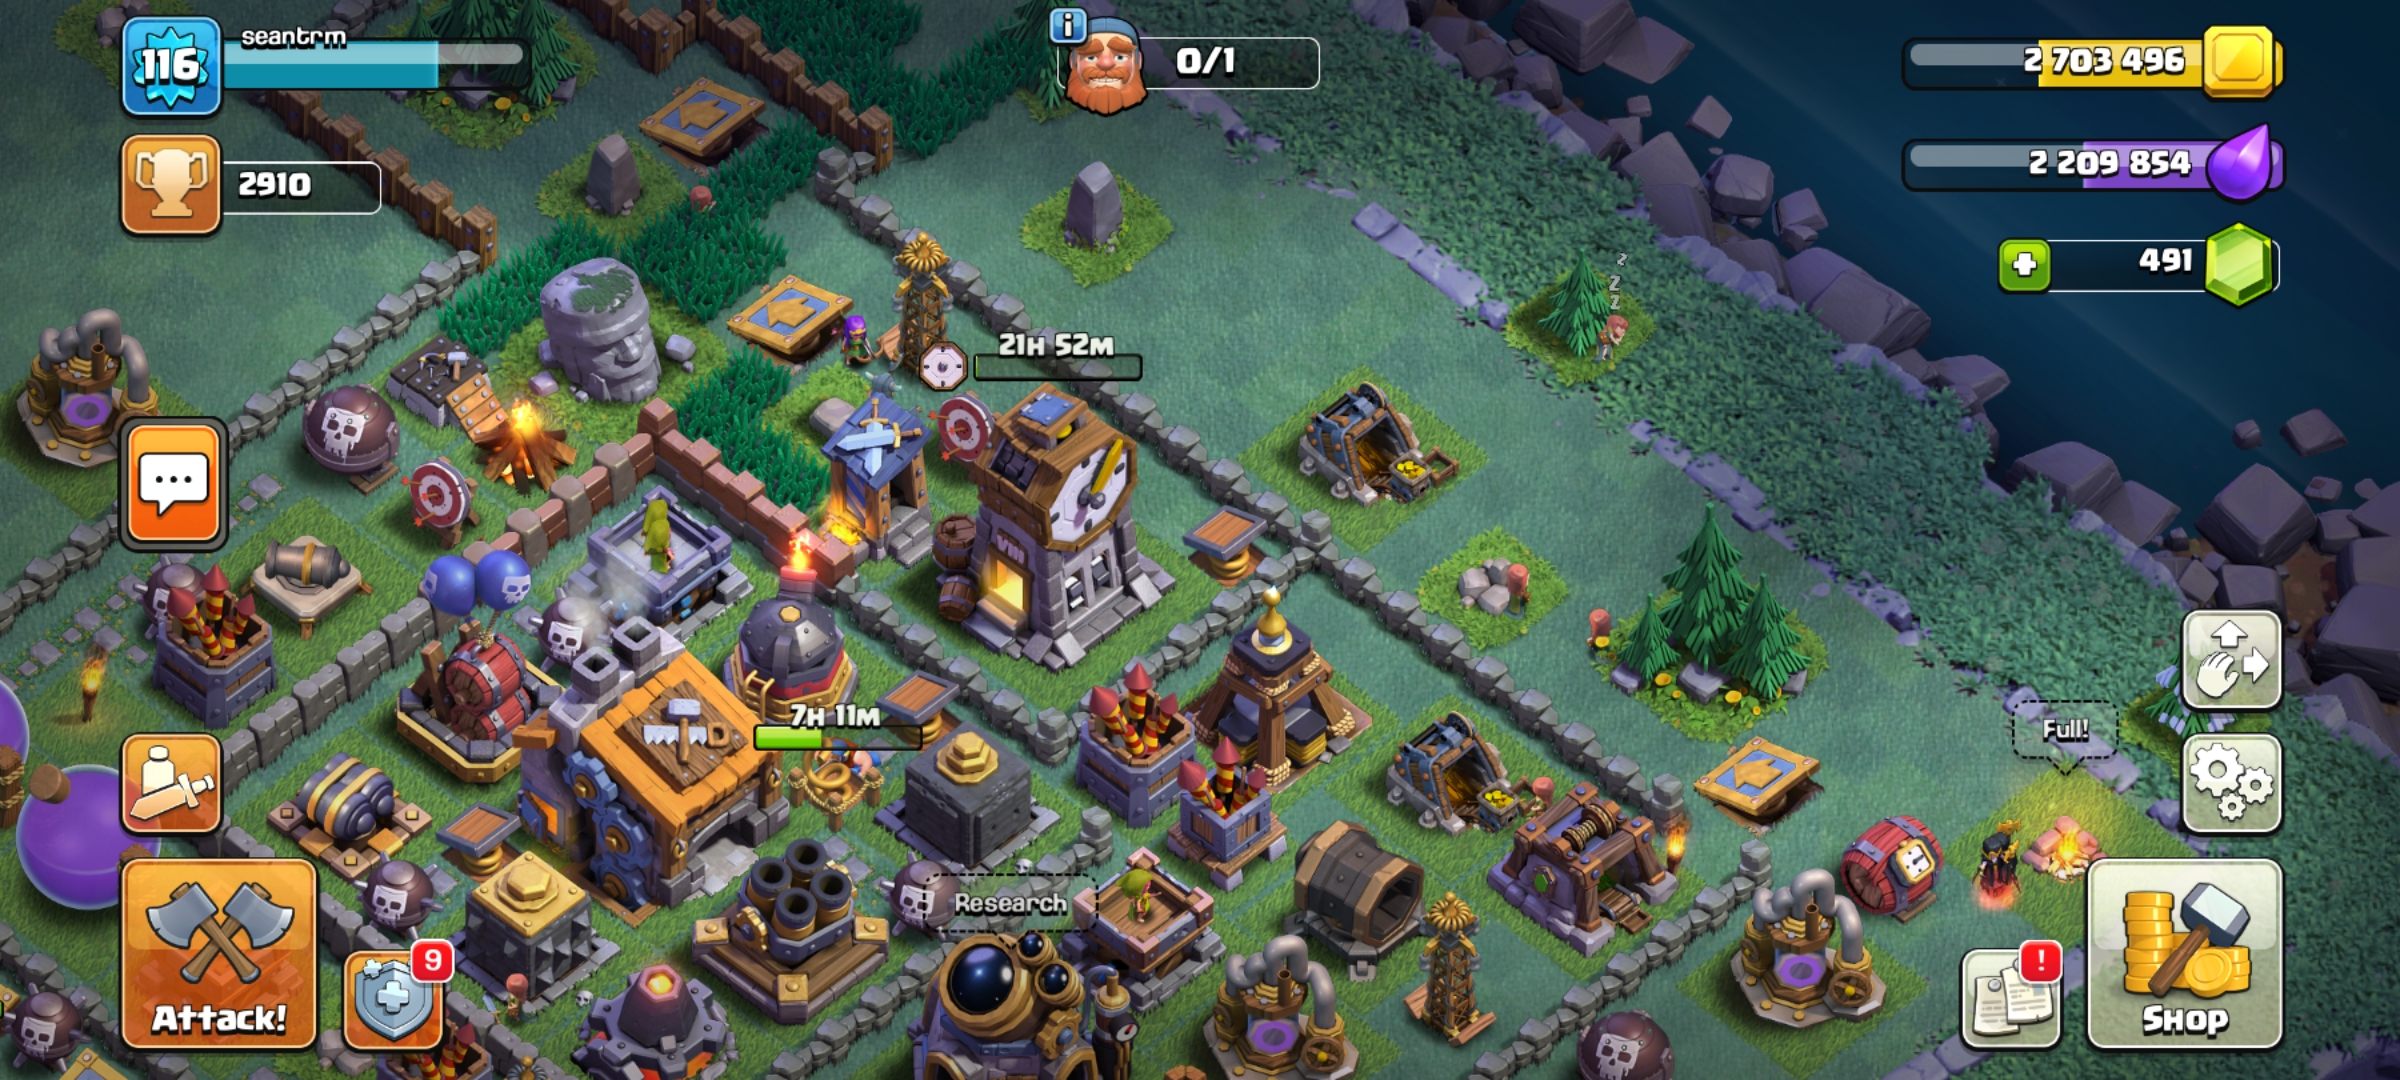 116
seantrm
0/1
2 703 496
2910
2 209 854
491
21H 52M
VIII
7H 11M
Full!
Research
9
!
Attack!
Shop